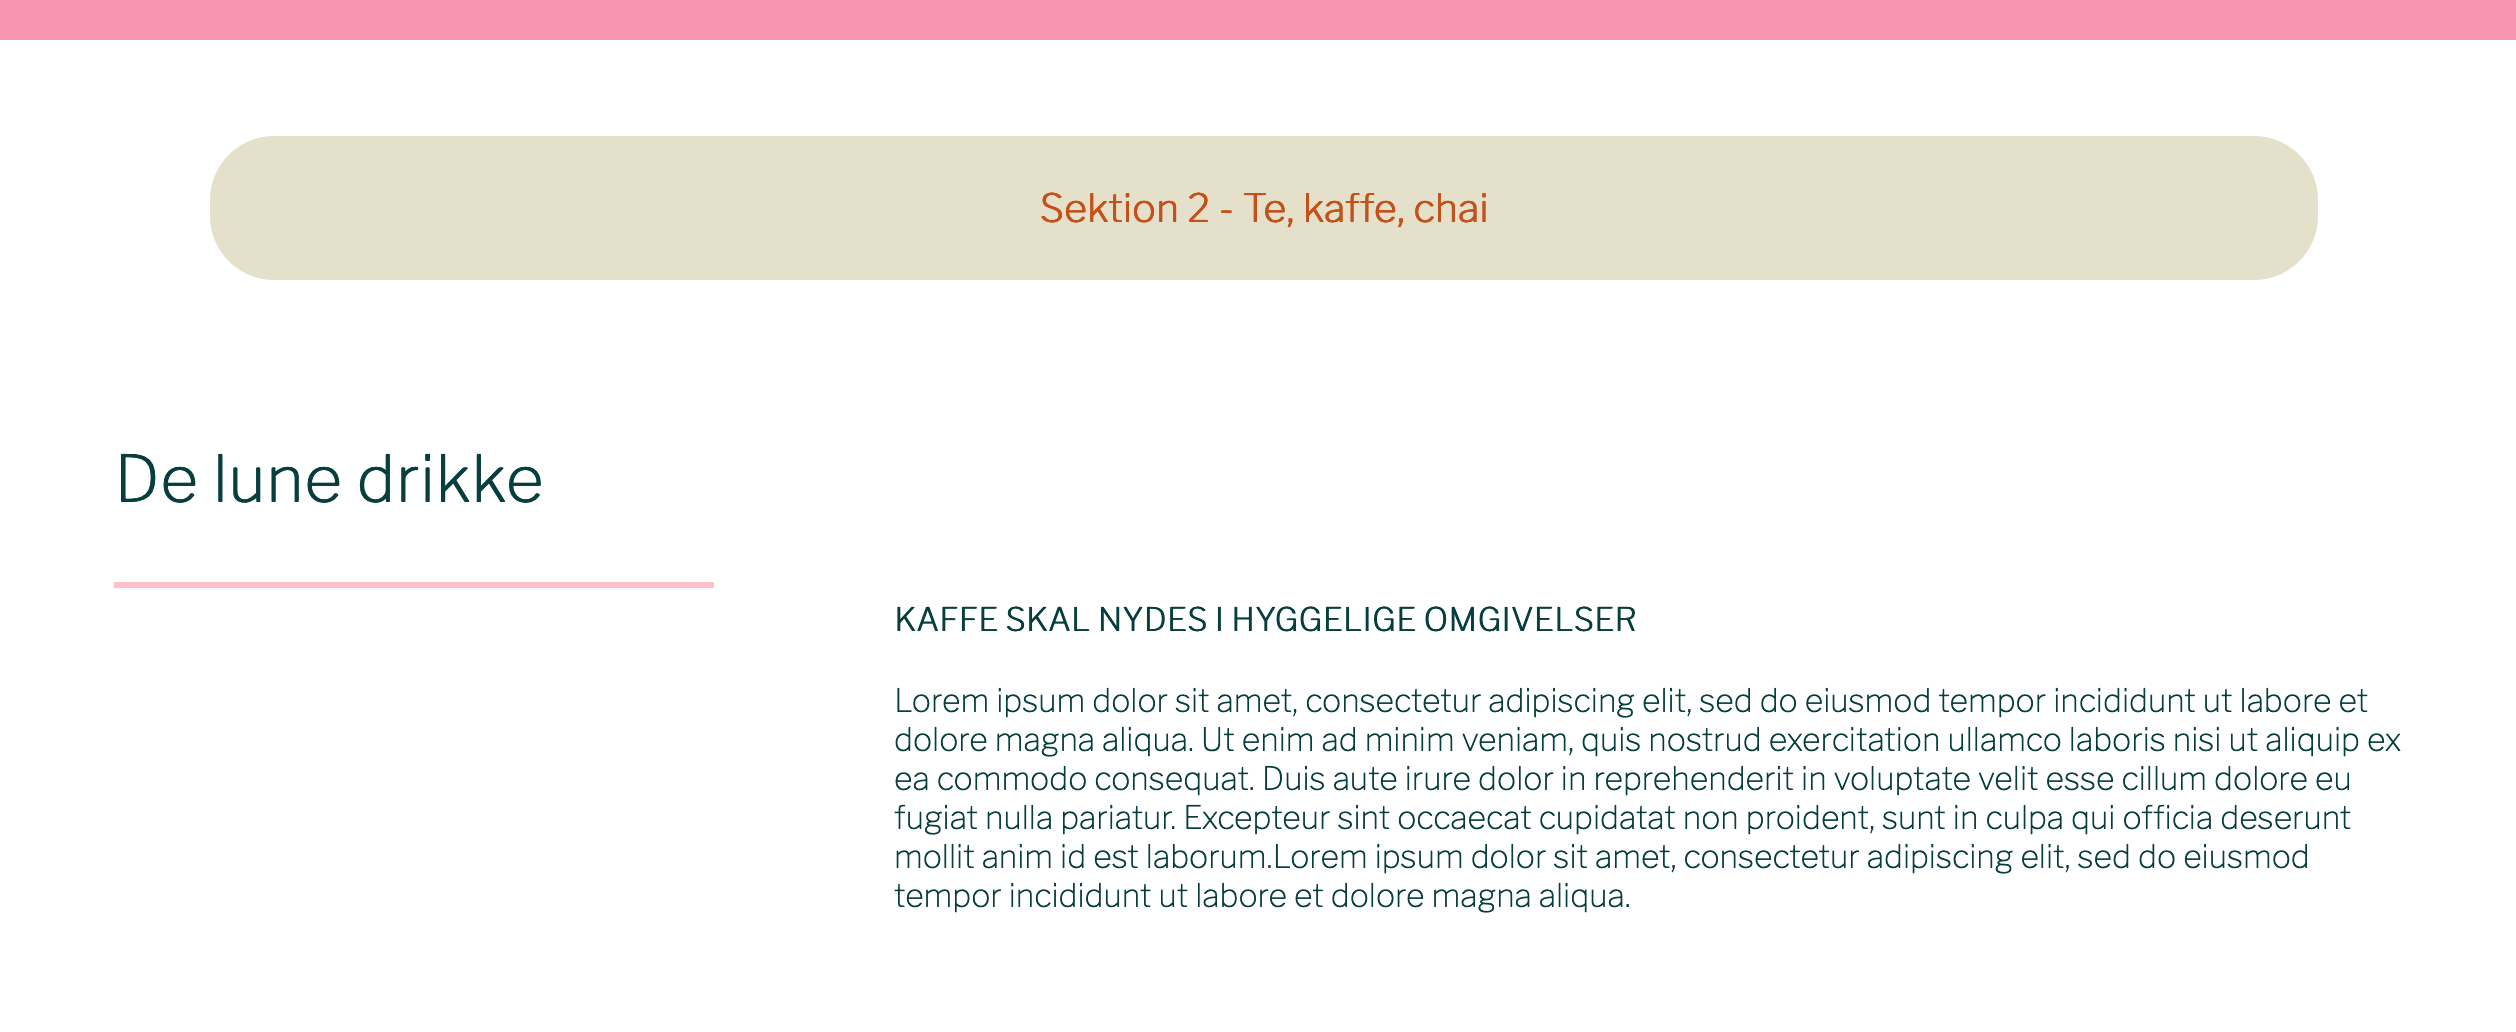 Sektion 2 - Te, kaffe, chai
De lune drikke
KAFFE SKAL NYDES I HYGGELIGE OMGIVELSER
Lorem ipsum dolor sit amet, consectetur adipiscing elit, sed do eiusmod tempor incididunt ut labore et
dolore magna aliqua. Ut enim ad minim veniam, quis nostrud exercitation ullamco laboris nisi ut aliquip ex
ea commodo consequat. Duis aute irure dolor in reprehenderit in voluptate velit esse cillum dolore eu
fugiat nulla pariatur. Excepteur sint occaecat cupidatat non proident, sunt in culpa qui officia deserunt
mollit anim id est laborum.Lorem ipsum dolor sit amet, consectetur adipiscing elit, sed do eiusmod
tempor incididunt ut labore et dolore magna aliqua.